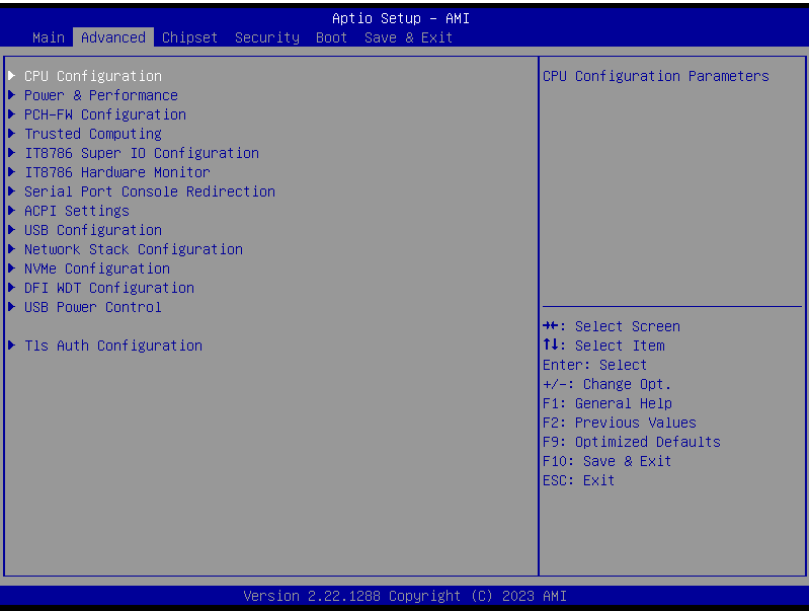 Aptio Setup – AMI
Main Advanced Chipset Security Boot Save & Exit
CPU Configuration
Power & Performance
PCH-FW Configuration
Trusted Computing
IT8786 Super IO Configuration
IT8786 Hardware Monitor
Serial Port Console Redirection
ACPI Settings
USB Configuration
Network Stack Configuration
NVMe Configuration
DFI WDT Configuration
USB Power Control
Tls Auth Configuration
CPU Configuration Parameters
→←: Select Screen
↑↓: Select Item
Enter: Select
+/-: Change Opt.
F1: General Help
F2: Previous Values
F9: Optimized Defaults
F10: Save & Exit
ESC: Exit
Version 2.22.1288 Copyright (C) 2023 AMI